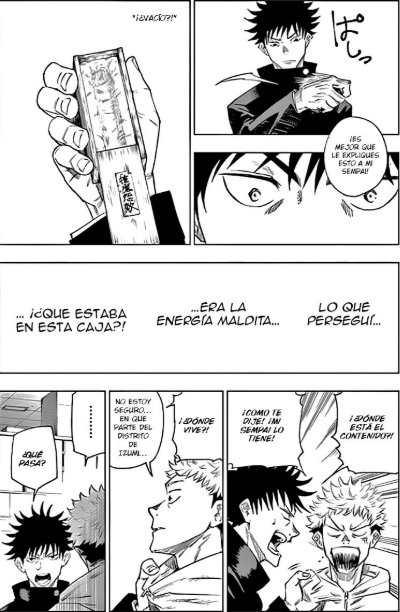 ぱしっ
¡ES
MEJOR QUE
LE EXPLIQUES
ESTO A MI
SENPAI!
*¡¿VACÍO?!*
LO QUE
PERSEGUÍ...
...ERA LA
ENERGÍA MALDITA...
... ¡¿QUE ESTABA
EN ESTA CAJA?!
¡¿DÓNDE
ESTÁ EL
CONTENIDO?!
¡COMO TE
DIJE! ¡MI
SEMPAI LO
TIENE!
¡¿DÓNDE
VIVE?!
NO ESTOY
SEGURO...
EN QUE
PARTE DEL
DISTRITO
DE
IZUMI...
......
¿QUÉ
PASA?